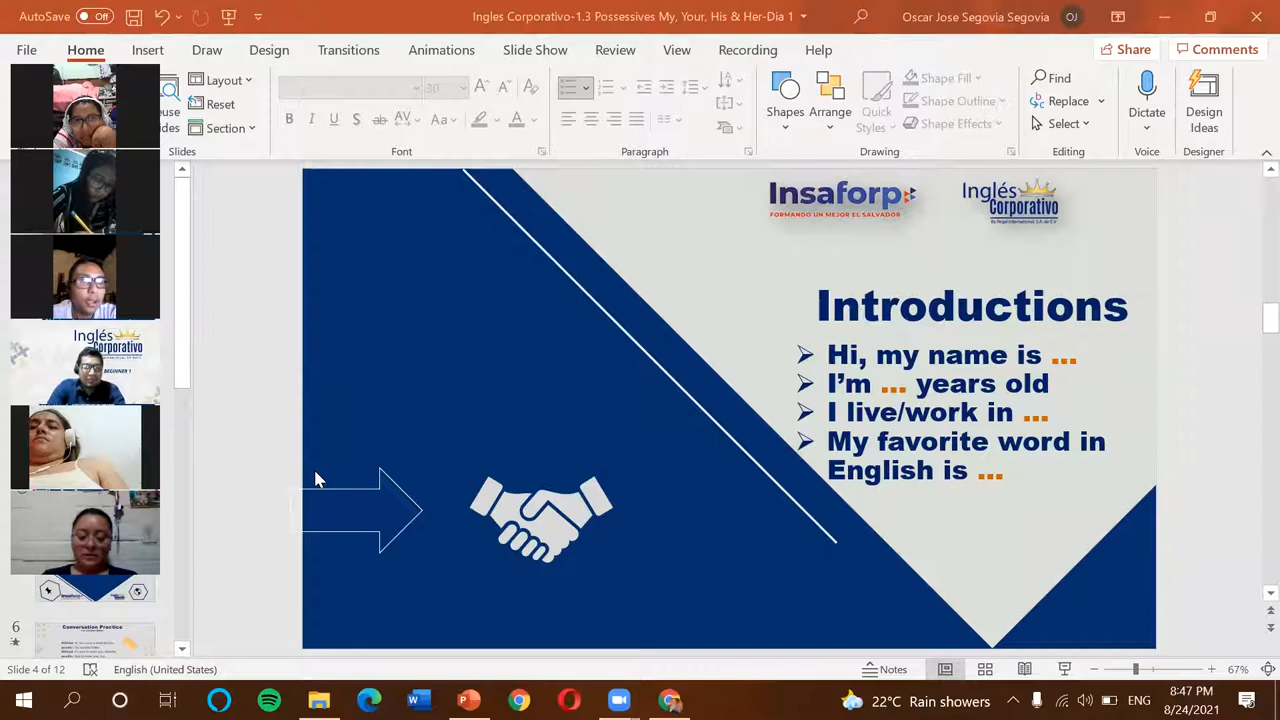 AutoSave Off
Ingles Corporativo-1.3 Possessives My, Your, His & Her-Dia 1
Oscar Jose Segovia Segovia OJ
File Home Insert Draw Design Transitions Animations Slide Show Review View Recording Help Share Comments
Layout
Reset
Section
Slides
Font
Paragraph
Shapes
Arrange
Quick Styles
Shape Fill
Shape Outline
Shape Effects
Drawing
Find
Replace
Select
Editing
Dictate
Voice
Design Ideas
Designer
Inglés
Corporativo
BEGINNER 1
6
Conversation Practice
Insaforp
FORMANDO UN MEJOR EL SALVADOR
Inglés
Corporativo
Introductions
Hi, my name is ...
I'm ... years old
I live/work in ...
My favorite word in
English is ...
Slide 4 of 12 English (United States) Notes 67%
22°C Rain showers ENG
8:47 PM
8/24/2021